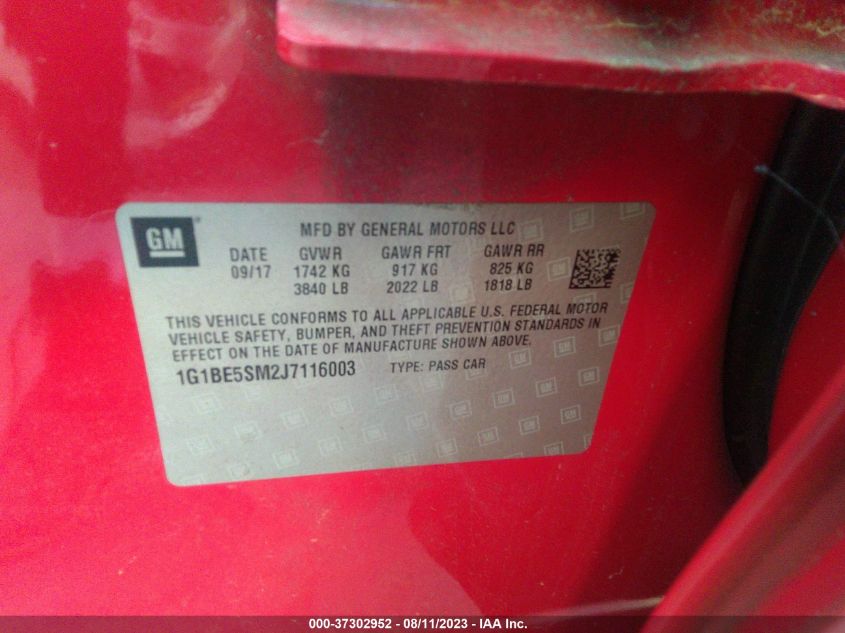 GM
MFD BY GENERAL MOTORS LLC
DATE GVWR GAWR FRT GAWR RR
09/17 1742 KG 917 KG 825 KG
3840 LB 2022 LB 1818 LB
THIS VEHICLE CONFORMS TO ALL APPLICABLE U.S. FEDERAL MOTOR
VEHICLE SAFETY, BUMPER, AND THEFT PREVENTION STANDARDS IN
EFFECT ON THE DATE OF MANUFACTURE SHOWN ABOVE.
1G1BE5SM2J7116003 TYPE: PASS CAR
000-37302952 - 08/11/2023 - IAA Inc.